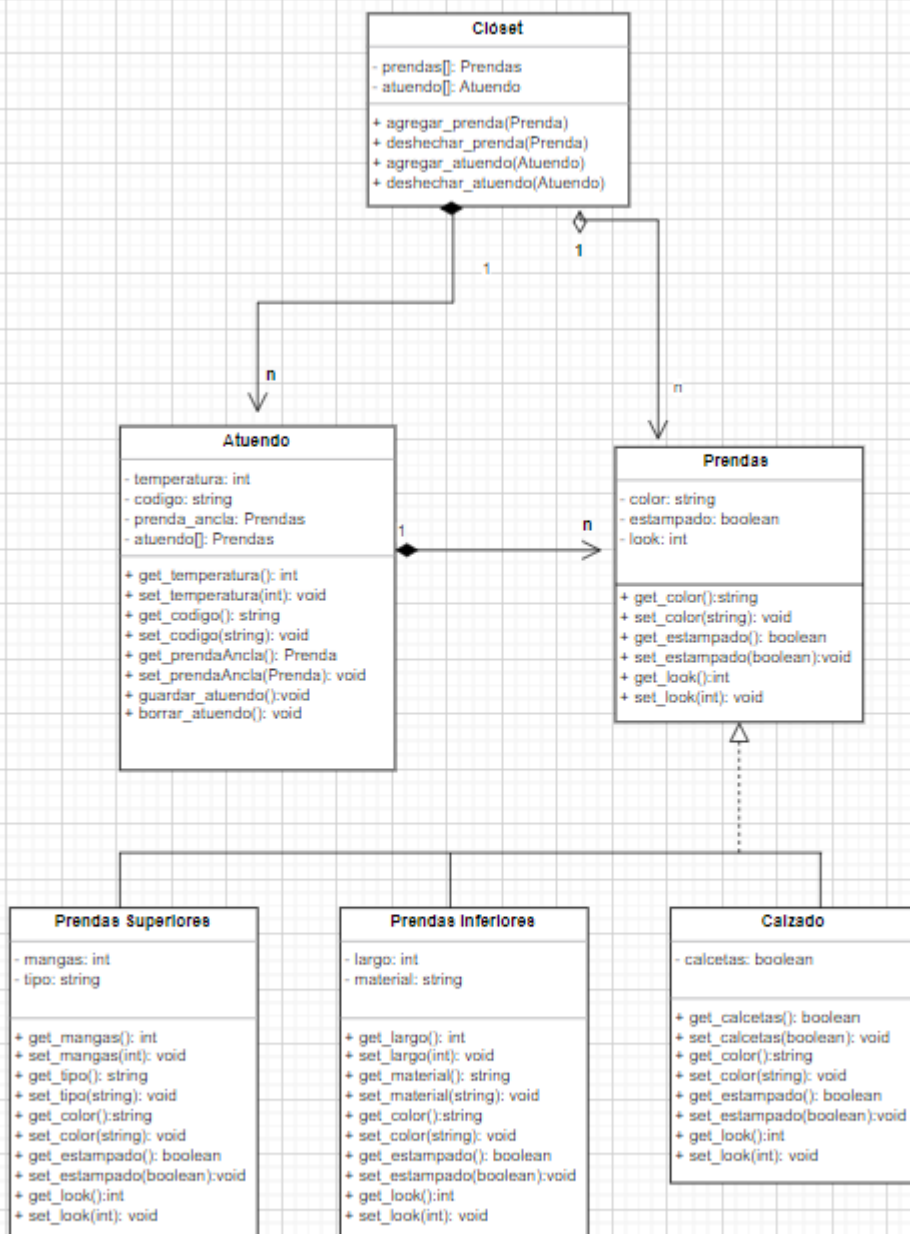 Clóset
- prendas[]: Prendas
- atuendo[]: Atuendo
+ agregar_prenda(Prenda)
+ deshechar_prenda(Prenda)
+ agregar_atuendo(Atuendo)
+ deshechar_atuendo(Atuendo)
1
1
n
n
Atuendo
- temperatura: int
- codigo: string
- prenda_ancla: Prendas
- atuendo[]: Prendas
+ get_temperatura(): int
+ set_temperatura(int): void
+ get_codigo(): string
+ set_codigo(string): void
+ get_prendaAncla(): Prenda
+ set_prendaAncla(Prenda): void
+ guardar_atuendo():void
+ borrar_atuendo(): void
1
n
Prendas
- color: string
- estampado: boolean
- look: int
+ get_color():string
+ set_color(string): void
+ get_estampado(): boolean
+ set_estampado(boolean):void
+ get_look():int
+ set_look(int): void
Prendas Superiores
- mangas: int
- tipo: string
+ get_mangas(): int
+ set_mangas(int): void
+ get_tipo(): string
+ set_tipo(string): void
+ get_color():string
+ set_color(string): void
+ get_estampado(): boolean
+ set_estampado(boolean):void
+ get_look():int
+ set_look(int): void
Prendas Inferiores
- largo: int
- material: string
+ get_largo(): int
+ set_largo(int): void
+ get_material(): string
+ set_material(string): void
+ get_color():string
+ set_color(string): void
+ get_estampado(): boolean
+ set_estampado(boolean):void
+ get_look():int
+ set_look(int): void
Calzado
- calcetas: boolean
+ get_calcetas(): boolean
+ set_calcetas(boolean): void
+ get_color():string
+ set_color(string): void
+ get_estampado(): boolean
+ set_estampado(boolean):void
+ get_look():int
+ set_look(int): void